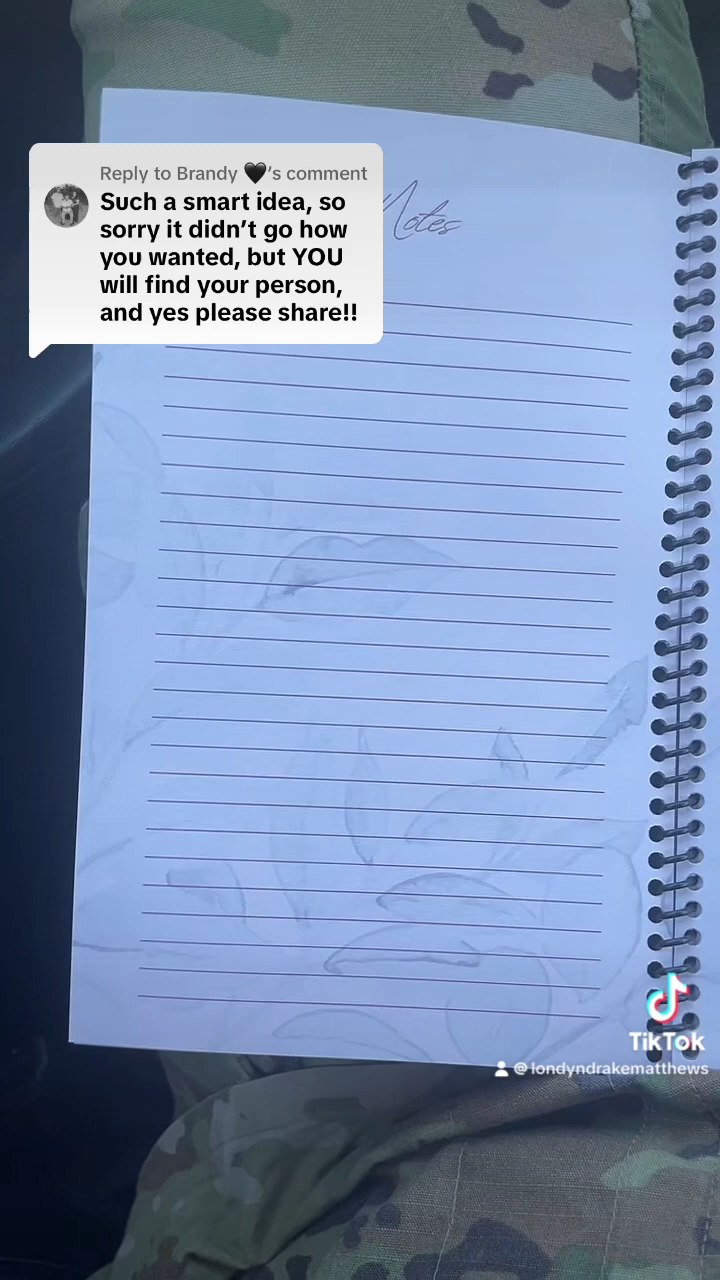 Reply to Brandy 🖤's comment
Such a smart idea, so
sorry it didn’t go how
you wanted, but YOU
will find your person,
and yes please share!!
Notes
TikTok
@londyndrakematthews